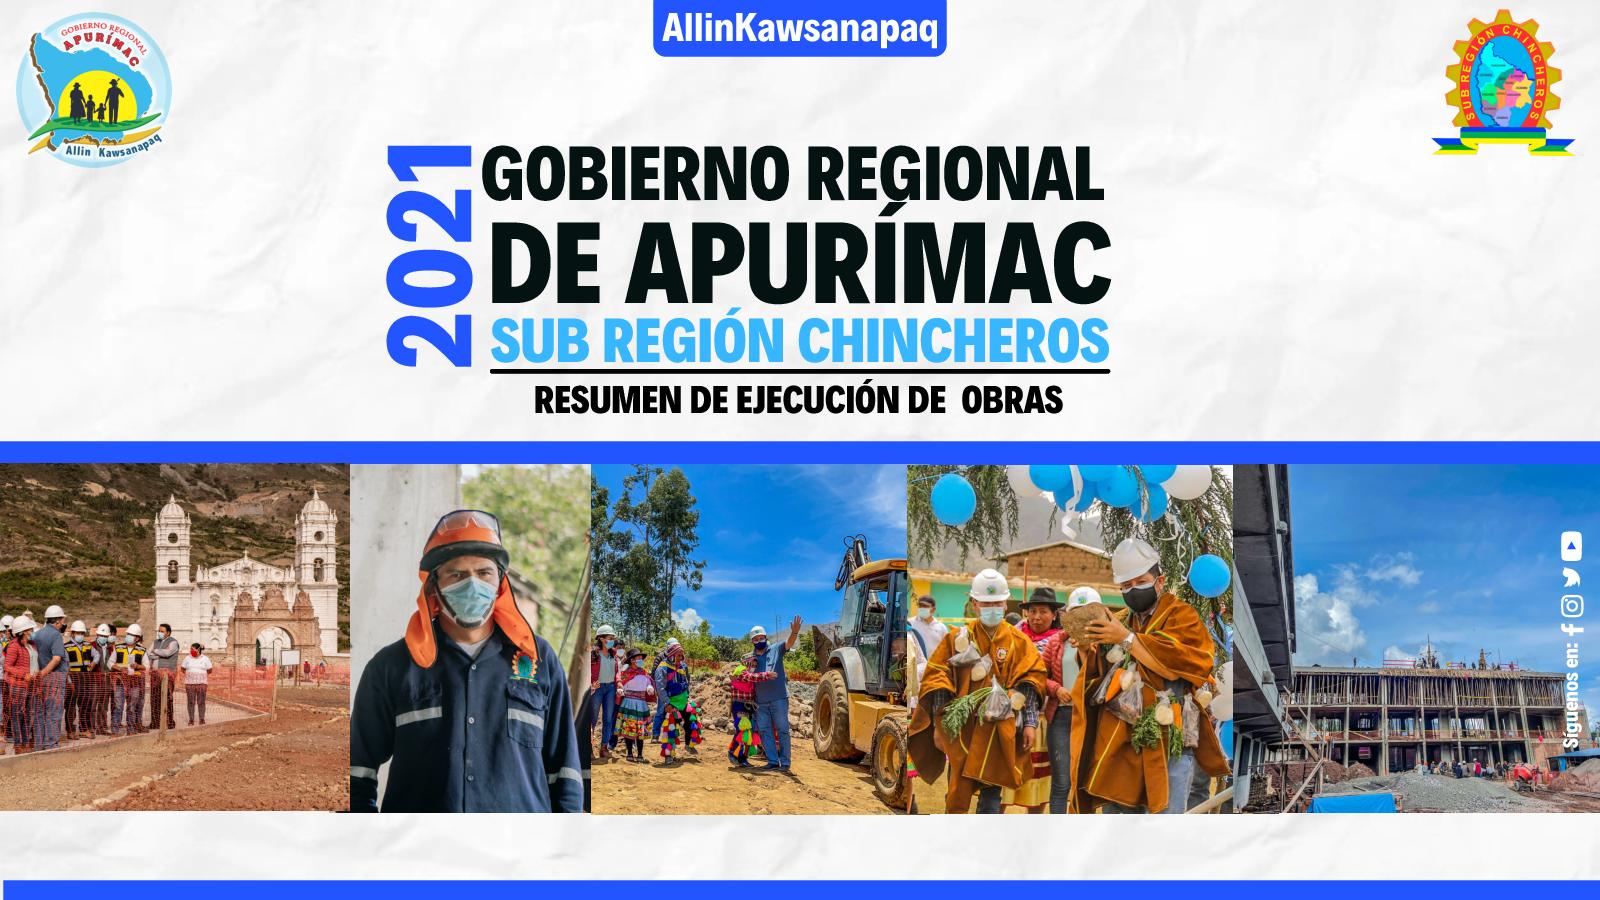 GOBIERNO REGIONAL
APURÍMAC
Allin Kawsanapaq
AllinKawsanapaq
SUB REGIÓN CHINCHEROS
2021
GOBIERNO REGIONAL
DE APURÍMAC
SUB REGIÓN CHINCHEROS
RESUMEN DE EJECUCIÓN DE OBRAS
Síguenos en: